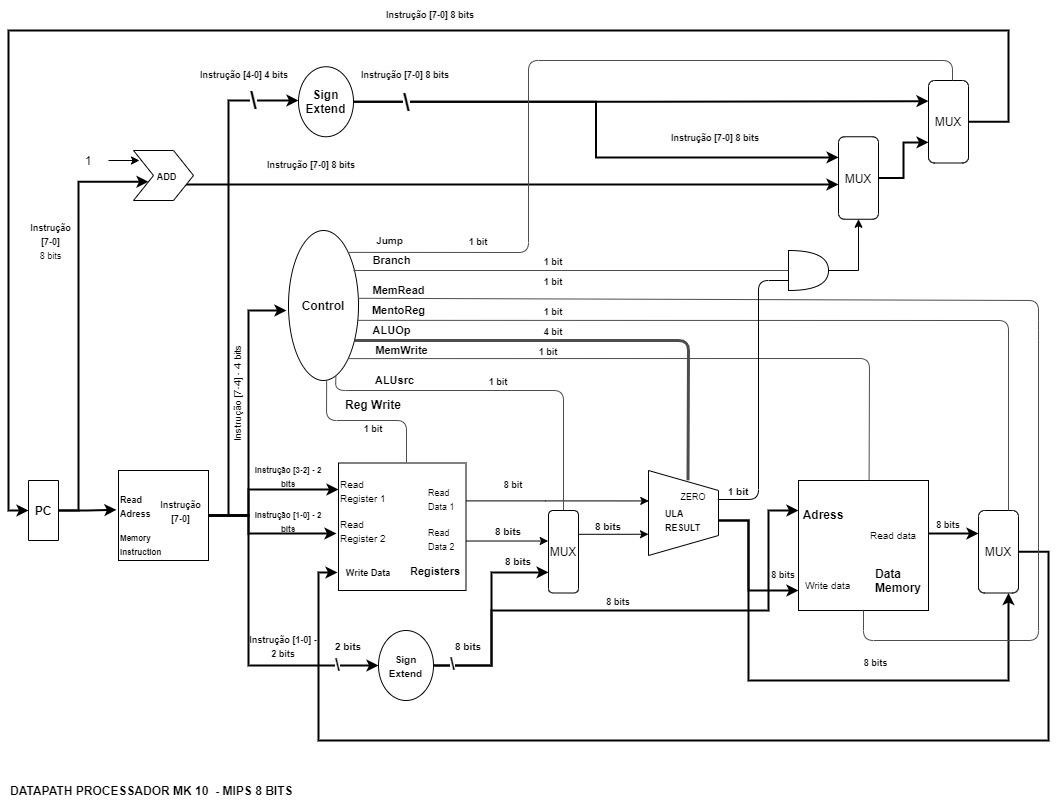 Instrução [7-0] 8 bits
Instrução [4-0] 4 bits
Instrução [7-0] 8 bits
Sign
Extend
MUX
Instrução [7-0] 8 bits
1
ADD
Instrução [7-0] 8 bits
MUX
Instrução
[7-0]
8 bits
Jump
1 bit
Branch
1 bit
1 bit
Control
MemRead
MentoReg
1 bit
ALUOp
4 bit
MemWrite
1 bit
ALUsrc
1 bit
Reg Write
1 bit
Instrução [7-4] - 4 bits
Instrução [3-2] - 2
bits
Instrução [1-0] - 2
bits
PC
Read
Adress
Instrução
[7-0]
Memory
Instruction
Read
Register 1
Read
Data 1
Read
Register 2
Read
Data 2
Write Data
Registers
8 bit
8 bits
8 bits
MUX
8 bits
ZERO
ULA
RESULT
1 bit
Adress
Read data
Write data
Data
Memory
8 bits
8 bits
MUX
8 bits
Instrução [1-0] -
2 bits
2 bits
Sign
Extend
8 bits
8 bits
DATAPATH PROCESSADOR MK 10 - MIPS 8 BITS